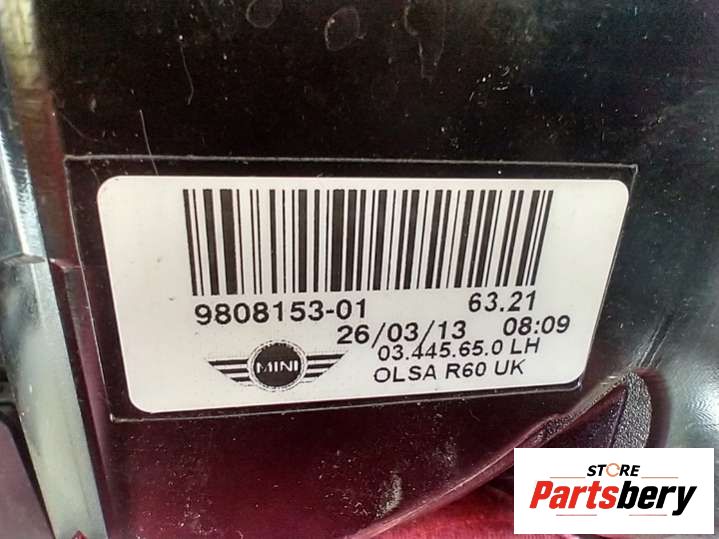 9808153-01 63.21
26/03/13 08:09
03.445.65.0 LH
MINI
OLSA R60 UK
STORE
Partsbery